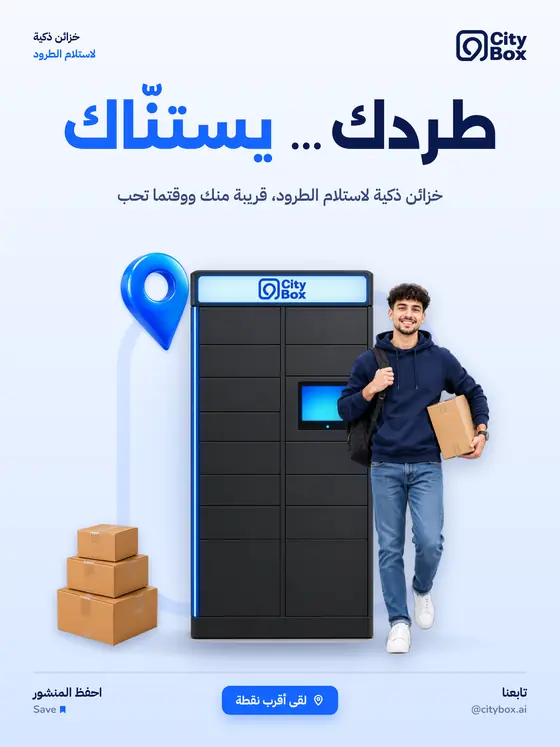 خزائن ذكية
لاستلام الطرود
City
Box
طردك ... يستنّاك
خزائن ذكية لاستلام الطرود، قريبة منك ووقتما تحب
City
Box
احفظ المنشور
Save
لقى أقرب نقطة
تابعنا
@citybox.ai